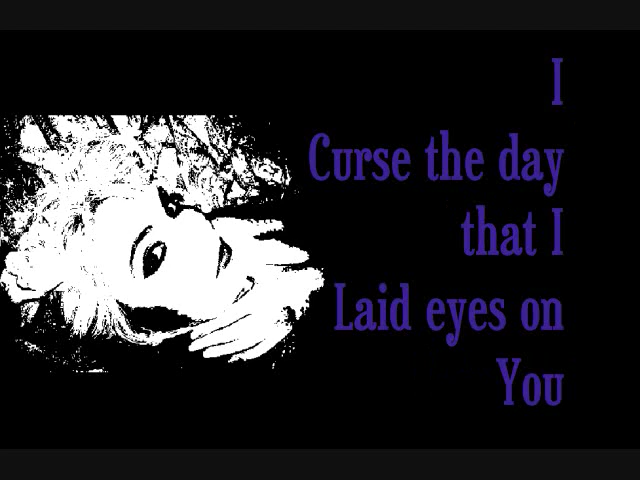 I
Curse the day
that I
Laid eyes on
You